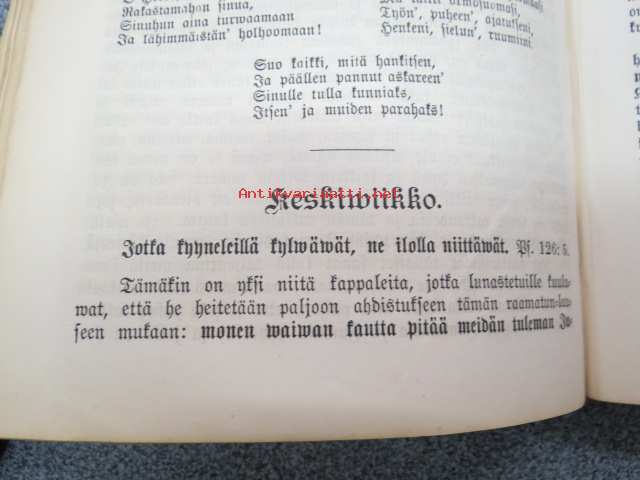 Rakastamahan sinua,
Sinuhun aina turwaamaan
Ja lähimmäistän' holhoomaan!
Työn', puheen', ajatukseni,
Henkeni, sielun', ruumiini
Suo kaikki, mitä hankitsen,
Ja päällen pannut askareen'
Sinulle tulla kunniaks,
Itsen' ja muiden parahaks!
Antikvariaatti.net
Keskiwiikko.
Jotka kyyneleillä kylwäwät, ne ilolla niittäwät. Ps. 126: 5.
Tämäkin on yksi niitä kappaleita, jotka lunastetuille kuulu-
wat, että he heitetään paljoon ahdistukseen tämän raamatun-lau-
seen mukaan: monen waiwan kautta pitää meidän tuleman Ju-